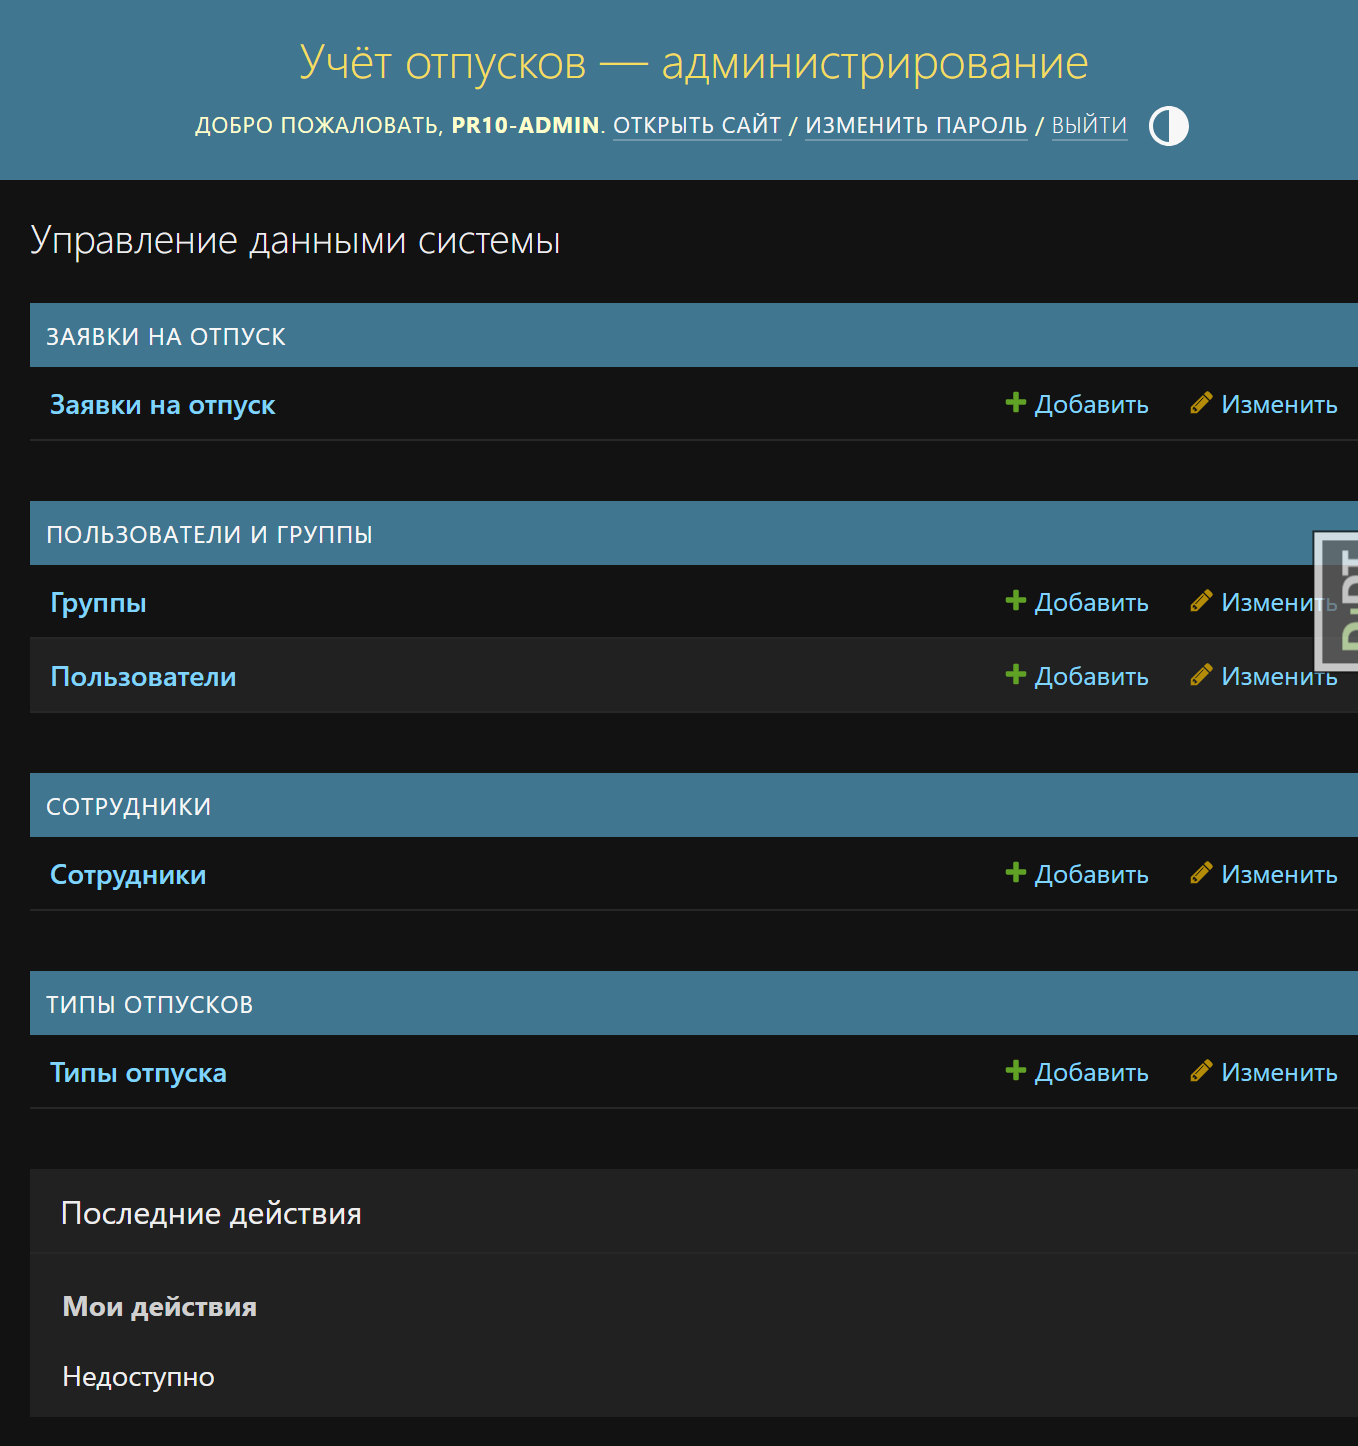 Учёт отпусков — администрирование
ДОБРО ПОЖАЛОВАТЬ, PR10-ADMIN. ОТКРЫТЬ САЙТ / ИЗМЕНИТЬ ПАРОЛЬ / ВЫЙТИ
Управление данными системы
ЗАЯВКИ НА ОТПУСК
Заявки на отпуск Добавить Изменить
ПОЛЬЗОВАТЕЛИ И ГРУППЫ
Группы Добавить Изменить
Пользователи Добавить Изменить
СОТРУДНИКИ
Сотрудники Добавить Изменить
ТИПЫ ОТПУСКОВ
Типы отпуска Добавить Изменить
DjDT
Последние действия
Мои действия
Недоступно